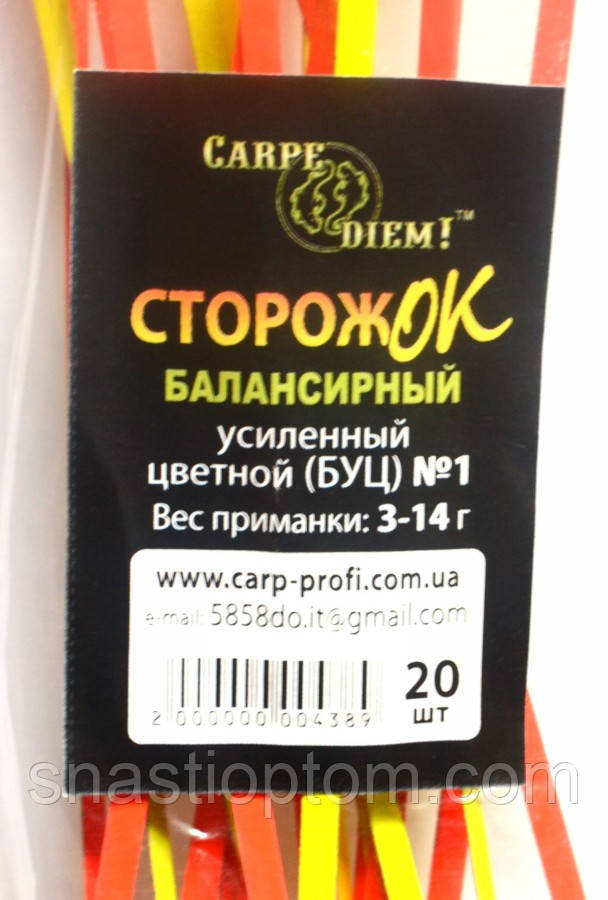 CARPE
DIEM!™
СТОРОЖОК
БАЛАНСИРНЫЙ
усиленный
цветной (БУЦ) №1
Вес приманки: 3-14 г
www.carp-profi.com.ua
e-mail: 5858do.it@gmail.com
2 000000 004389
20
шт
snastioptom.com